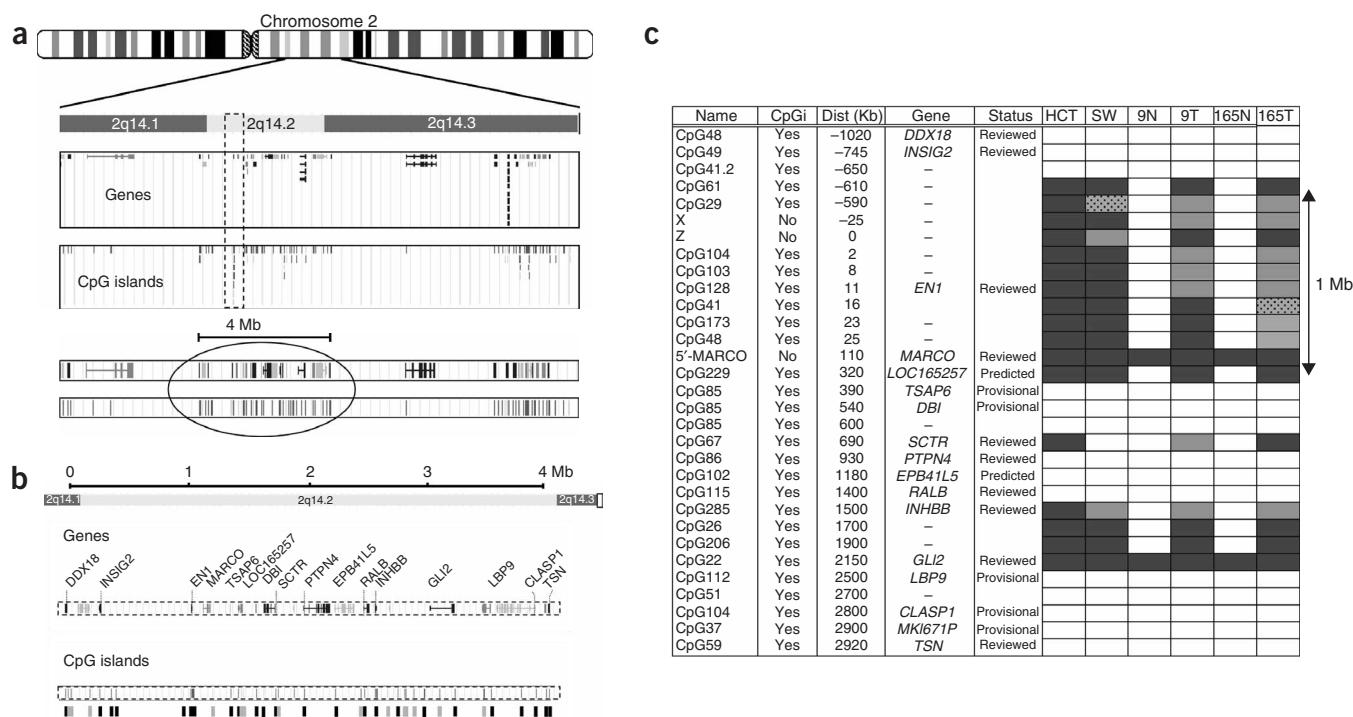 a
Chromosome 2
2q14.1 2q14.2 2q14.3
Genes
CpG islands
4 Mb
b
0 1 2 3 4 Mb
2q14.1 2q14.2 2q14.3
Genes
DDX18 INSIG2 EN1 MARCO TSAP6 LOC165257 DBI SCTR PTPN4 EPB41L5 RALB INHBB GLI2 LBP9 CLASP1 TSN
CpG islands
c
Name CpGi Dist (Kb) Gene Status HCT SW 9N 9T 165N 165T
CpG48 Yes –1020 DDX18 Reviewed
CpG49 Yes –745 INSIG2 Reviewed
CpG41.2 Yes –650 –
CpG61 Yes –610 –
CpG29 Yes –590 –
X No –25 –
Z No 0 –
CpG104 Yes 2 –
CpG103 Yes 8 –
CpG128 Yes 11 EN1 Reviewed
CpG41 Yes 16
CpG173 Yes 23 –
CpG48 Yes 25 –
5′-MARCO No 110 MARCO Reviewed
CpG229 Yes 320 LOC165257 Predicted
CpG85 Yes 390 TSAP6 Provisional
CpG85 Yes 540 DBI Provisional
CpG85 Yes 600 –
CpG67 Yes 690 SCTR Reviewed
CpG86 Yes 930 PTPN4 Reviewed
CpG102 Yes 1180 EPB41L5 Predicted
CpG115 Yes 1400 RALB Reviewed
CpG285 Yes 1500 INHBB Reviewed
CpG26 Yes 1700 –
CpG206 Yes 1900 –
CpG22 Yes 2150 GLI2 Reviewed
CpG112 Yes 2500 LBP9 Provisional
CpG51 Yes 2700 –
CpG104 Yes 2800 CLASP1 Provisional
CpG37 Yes 2900 MKI671P Provisional
CpG59 Yes 2920 TSN Reviewed
1 Mb